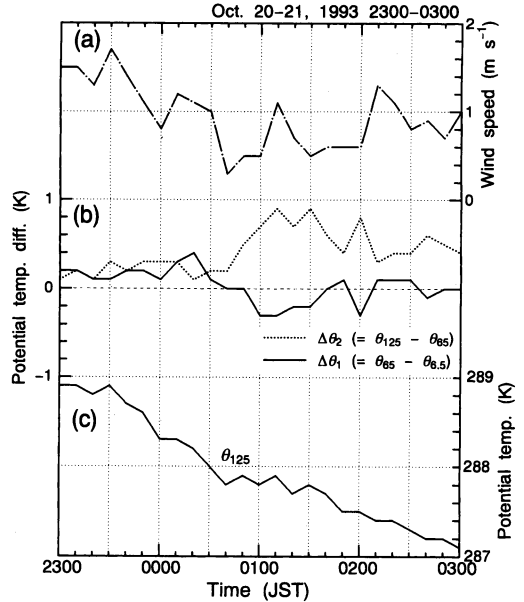 Oct. 20-21, 1993 2300-0300
(a)
2
1
0
Wind speed (m s⁻¹)
(b)
1
0
-1
Potential temp. diff. (K)
Δθ₂ (= θ₁₂₅ - θ₆₅)
Δθ₁ (= θ₆₅ - θ₆.₅)
(c)
θ₁₂₅
289
288
287
Potential temp. (K)
2300 0000 0100 0200 0300
Time (JST)